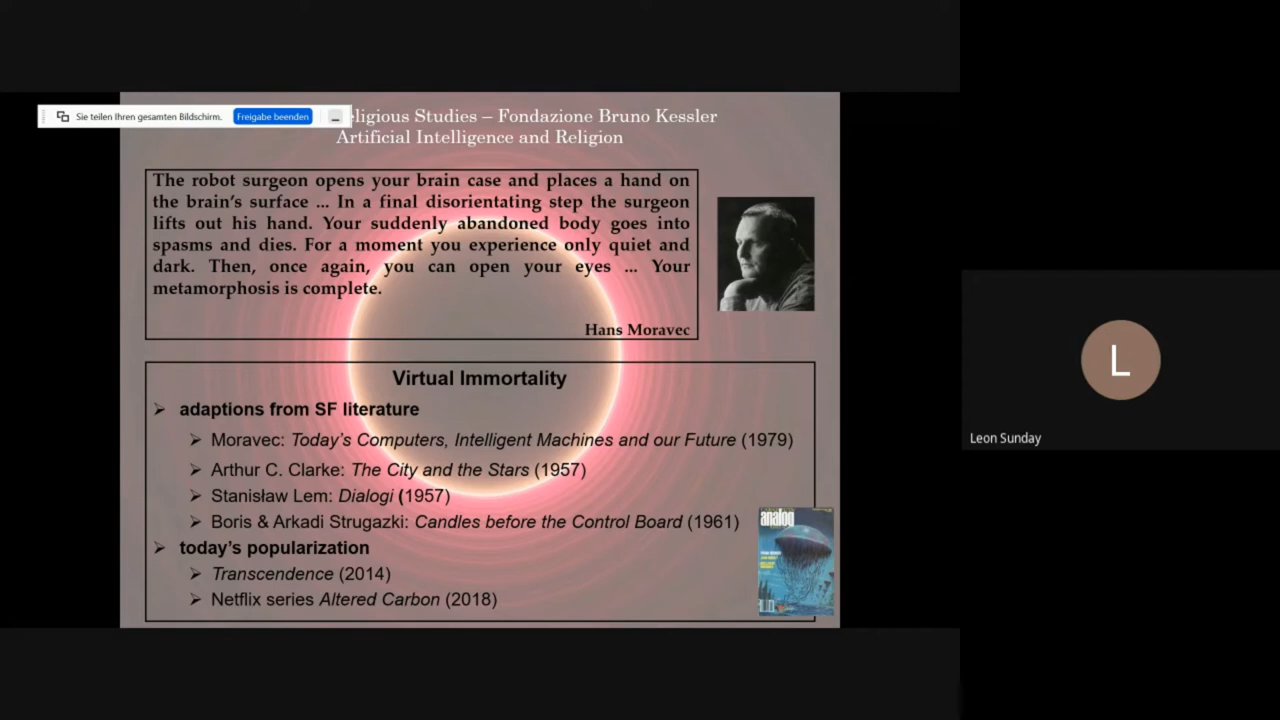 Sie teilen Ihren gesamten Bildschirm. Freigabe beenden
eligious Studies – Fondazione Bruno Kessler
Artificial Intelligence and Religion
The robot surgeon opens your brain case and places a hand on
the brain's surface ... In a final disorientating step the surgeon
lifts out his hand. Your suddenly abandoned body goes into
spasms and dies. For a moment you experience only quiet and
dark. Then, once again, you can open your eyes ... Your
metamorphosis is complete.
Hans Moravec
Virtual Immortality
adaptions from SF literature
Moravec: Today's Computers, Intelligent Machines and our Future (1979)
Arthur C. Clarke: The City and the Stars (1957)
Stanisław Lem: Dialogi (1957)
Boris & Arkadi Strugazki: Candles before the Control Board (1961)
today's popularization
Transcendence (2014)
Netflix series Altered Carbon (2018)
analog
L
Leon Sunday